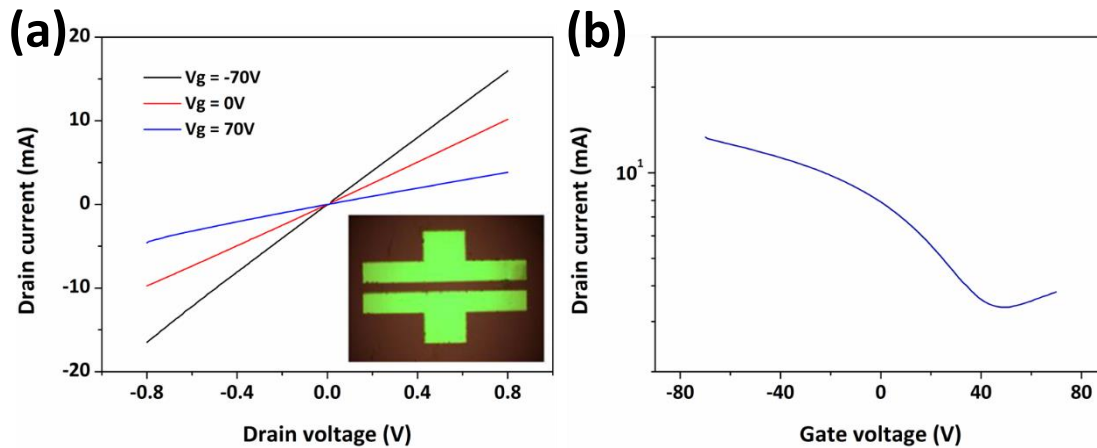 (a)
Drain current (mA)
20
10
0
-10
-20
Vg = -70V
Vg = 0V
Vg = 70V
-0.8
-0.4
0.0
0.4
0.8
Drain voltage (V)
(b)
Drain current (mA)
10¹
-80
-40
0
40
80
Gate voltage (V)